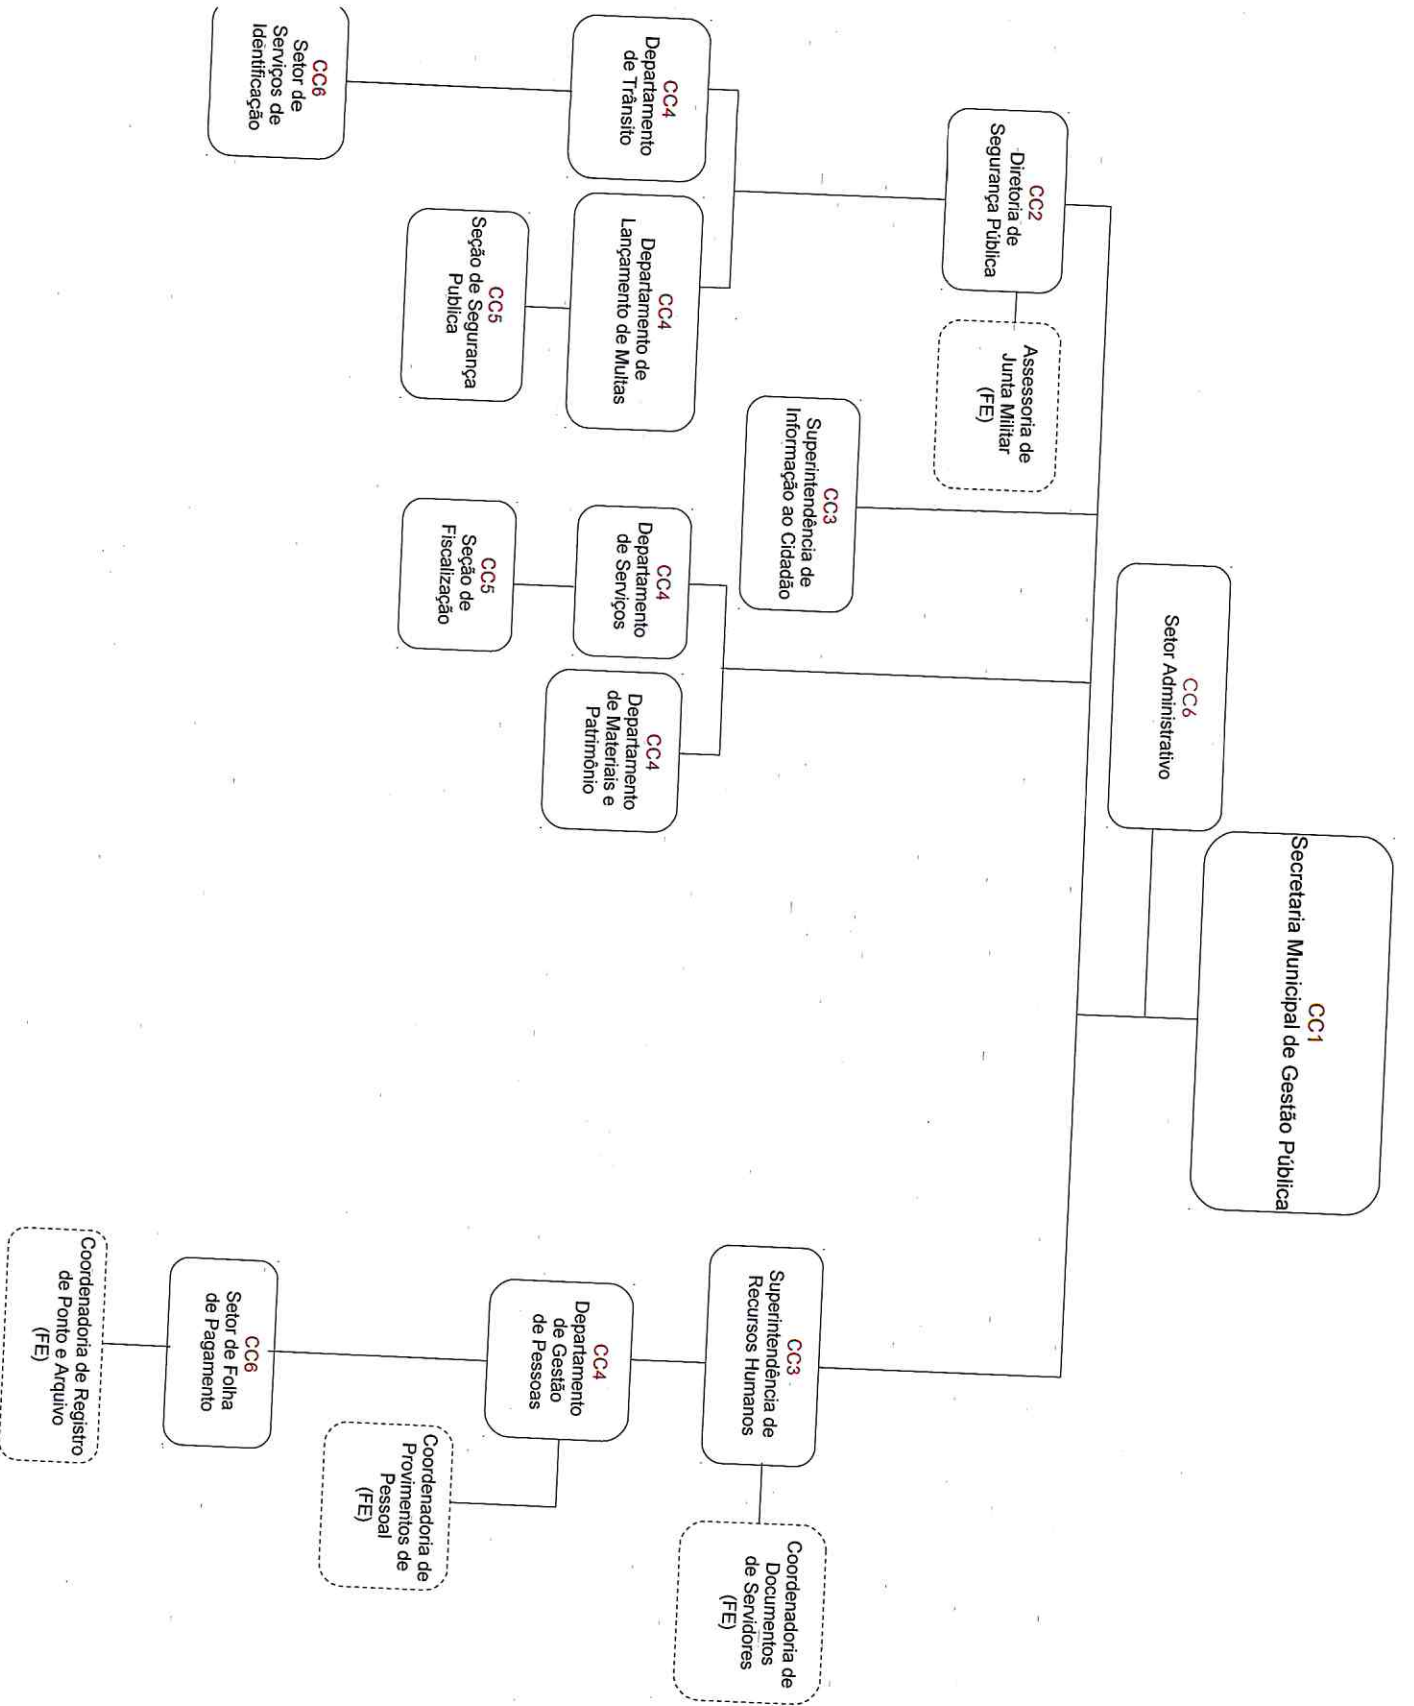 CC1
Secretaria Municipal de Gestão Pública
CC6
Setor Administrativo
CC2
Diretoria de
Segurança Pública
Assessoria de
Junta Militar
(FE)
CC3
Superintendência de
Informação ao Cidadão
CC4
Departamento
de Trânsito
CC4
Departamento de
Lançamento de Multas
CC4
Departamento
de Serviços
CC4
Departamento
de Materiais e
Patrimônio
CC6
Setor de
Serviços de
Identificação
CC5
Seção de Segurança
Publica
CC5
Seção de
Fiscalização
CC3
Superintendência de
Recursos Humanos
Coordenadoria de
Documentos
de Servidores
(FE)
CC4
Departamento
de Gestão
de Pessoas
Coordenadoria de
Provimentos de
Pessoal
(FE)
CC6
Setor de Folha
de Pagamento
Coordenadoria de Registro
de Ponto e Arquivo
(FE)